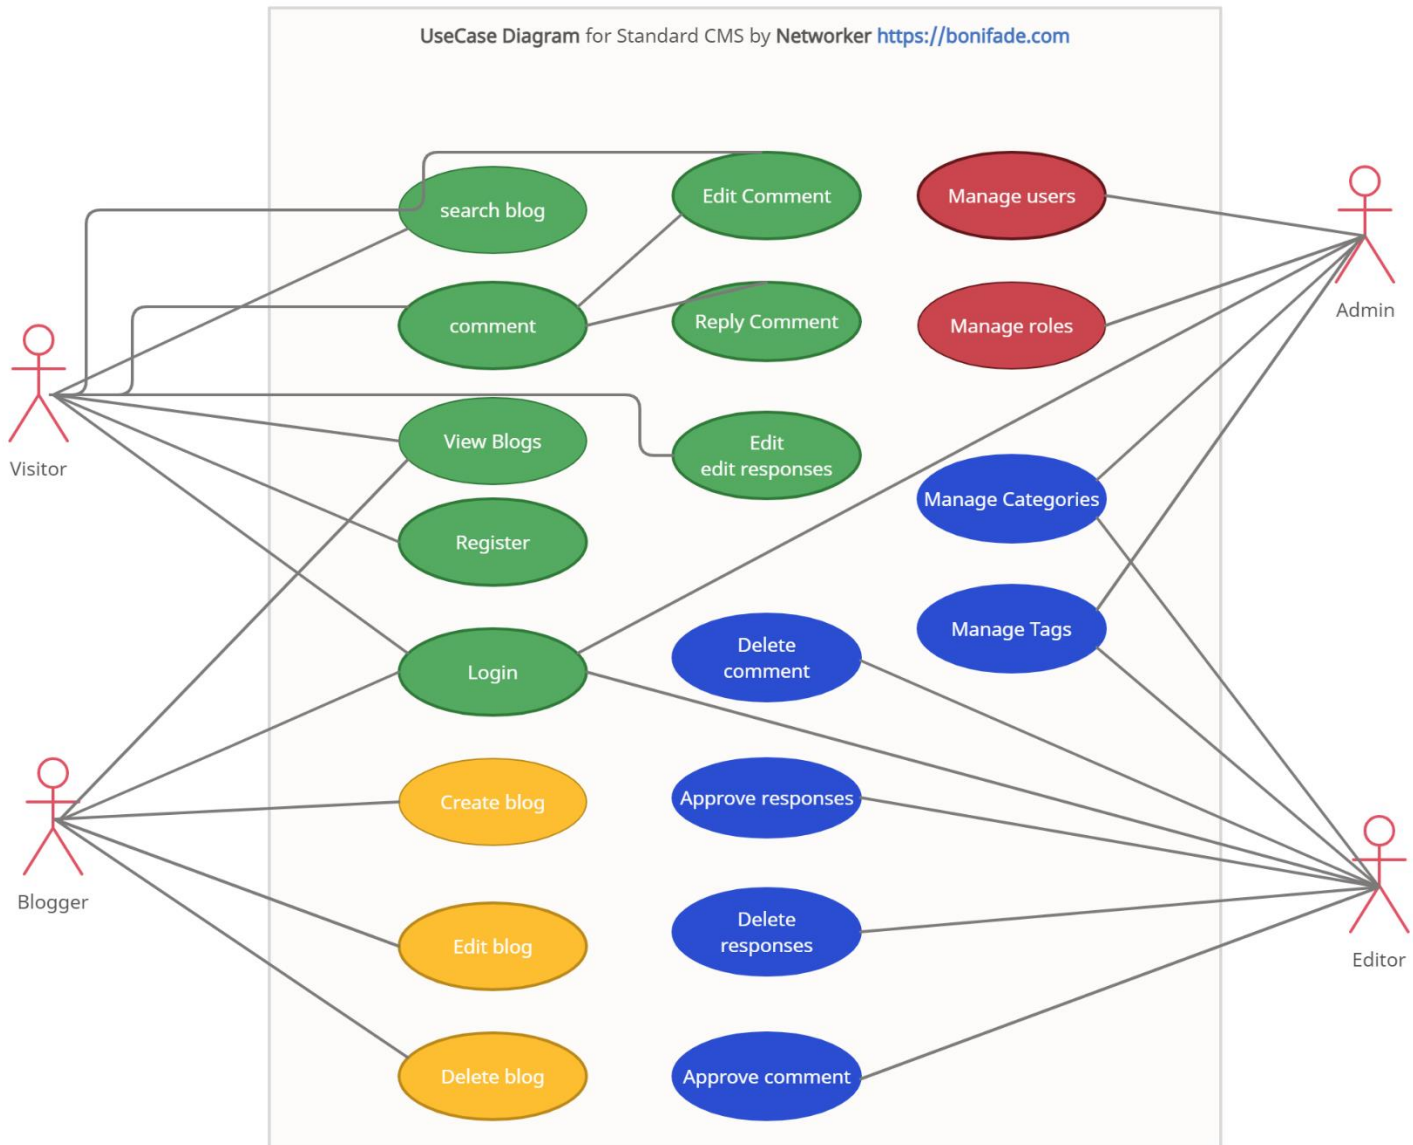 UseCase Diagram for Standard CMS by Networker https://bonifade.com
search blog
Edit Comment
Manage users
Admin
comment
Reply Comment
Manage roles
Visitor
View Blogs
Edit
edit responses
Manage Categories
Register
Manage Tags
Login
Delete
comment
Create blog
Approve responses
Blogger
Edit blog
Delete
responses
Editor
Delete blog
Approve comment